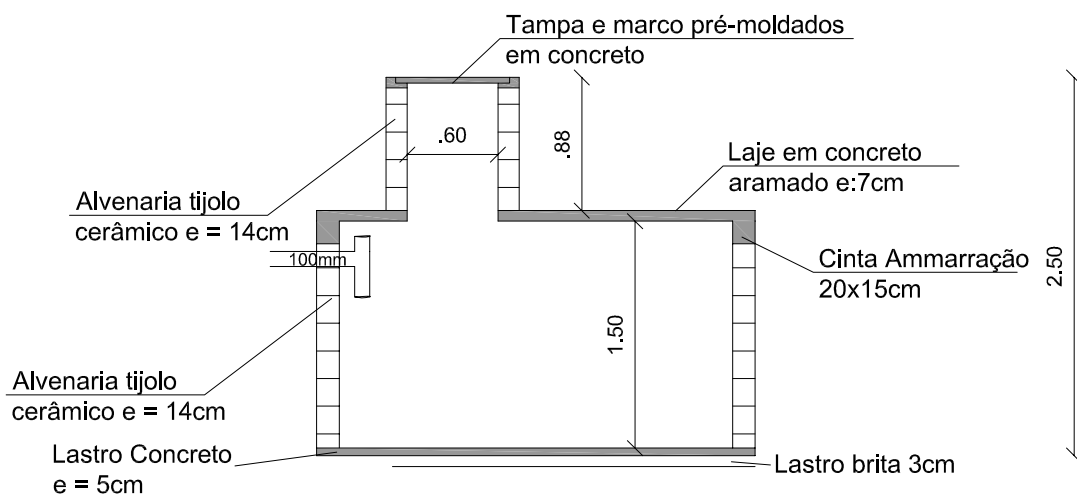 Tampa e marco pré-moldados
em concreto
.60
.88
Laje em concreto
aramado e:7cm
Alvenaria tijolo
cerâmico e = 14cm
100mm
Cinta Ammarração
20x15cm
2.50
1.50
Alvenaria tijolo
cerâmico e = 14cm
Lastro Concreto
e = 5cm
Lastro brita 3cm